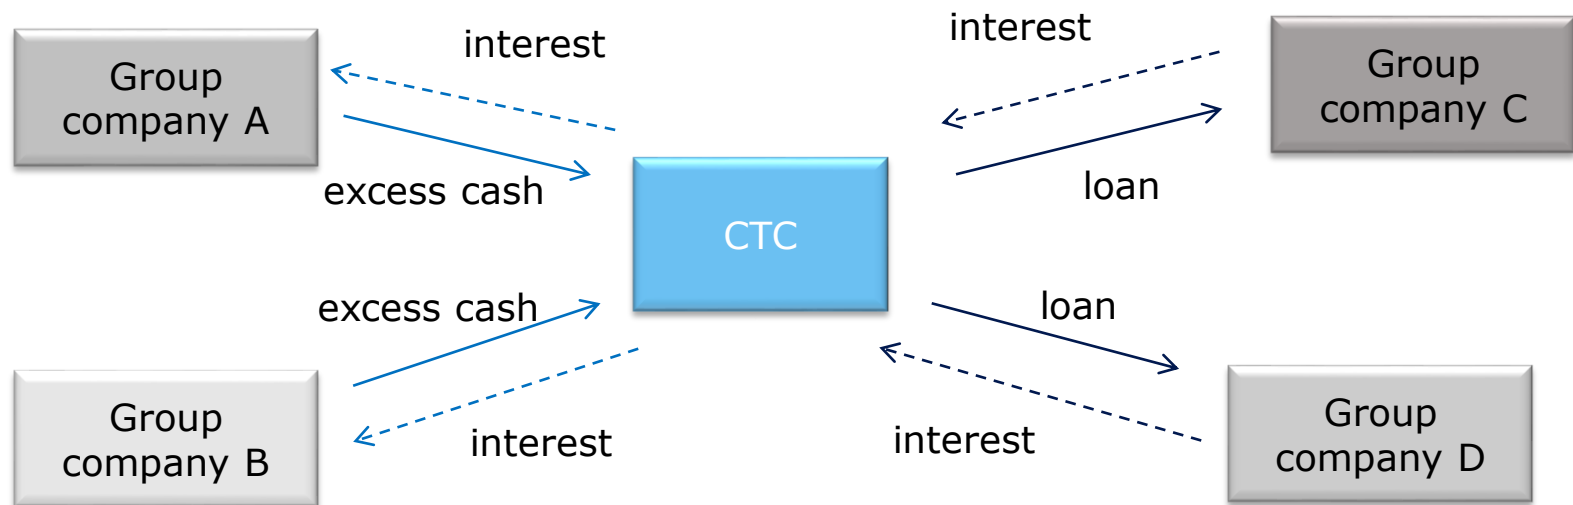 interest
interest
Group
company A
Group
company C
excess cash
loan
CTC
excess cash
loan
Group
company B
interest
interest
Group
company D